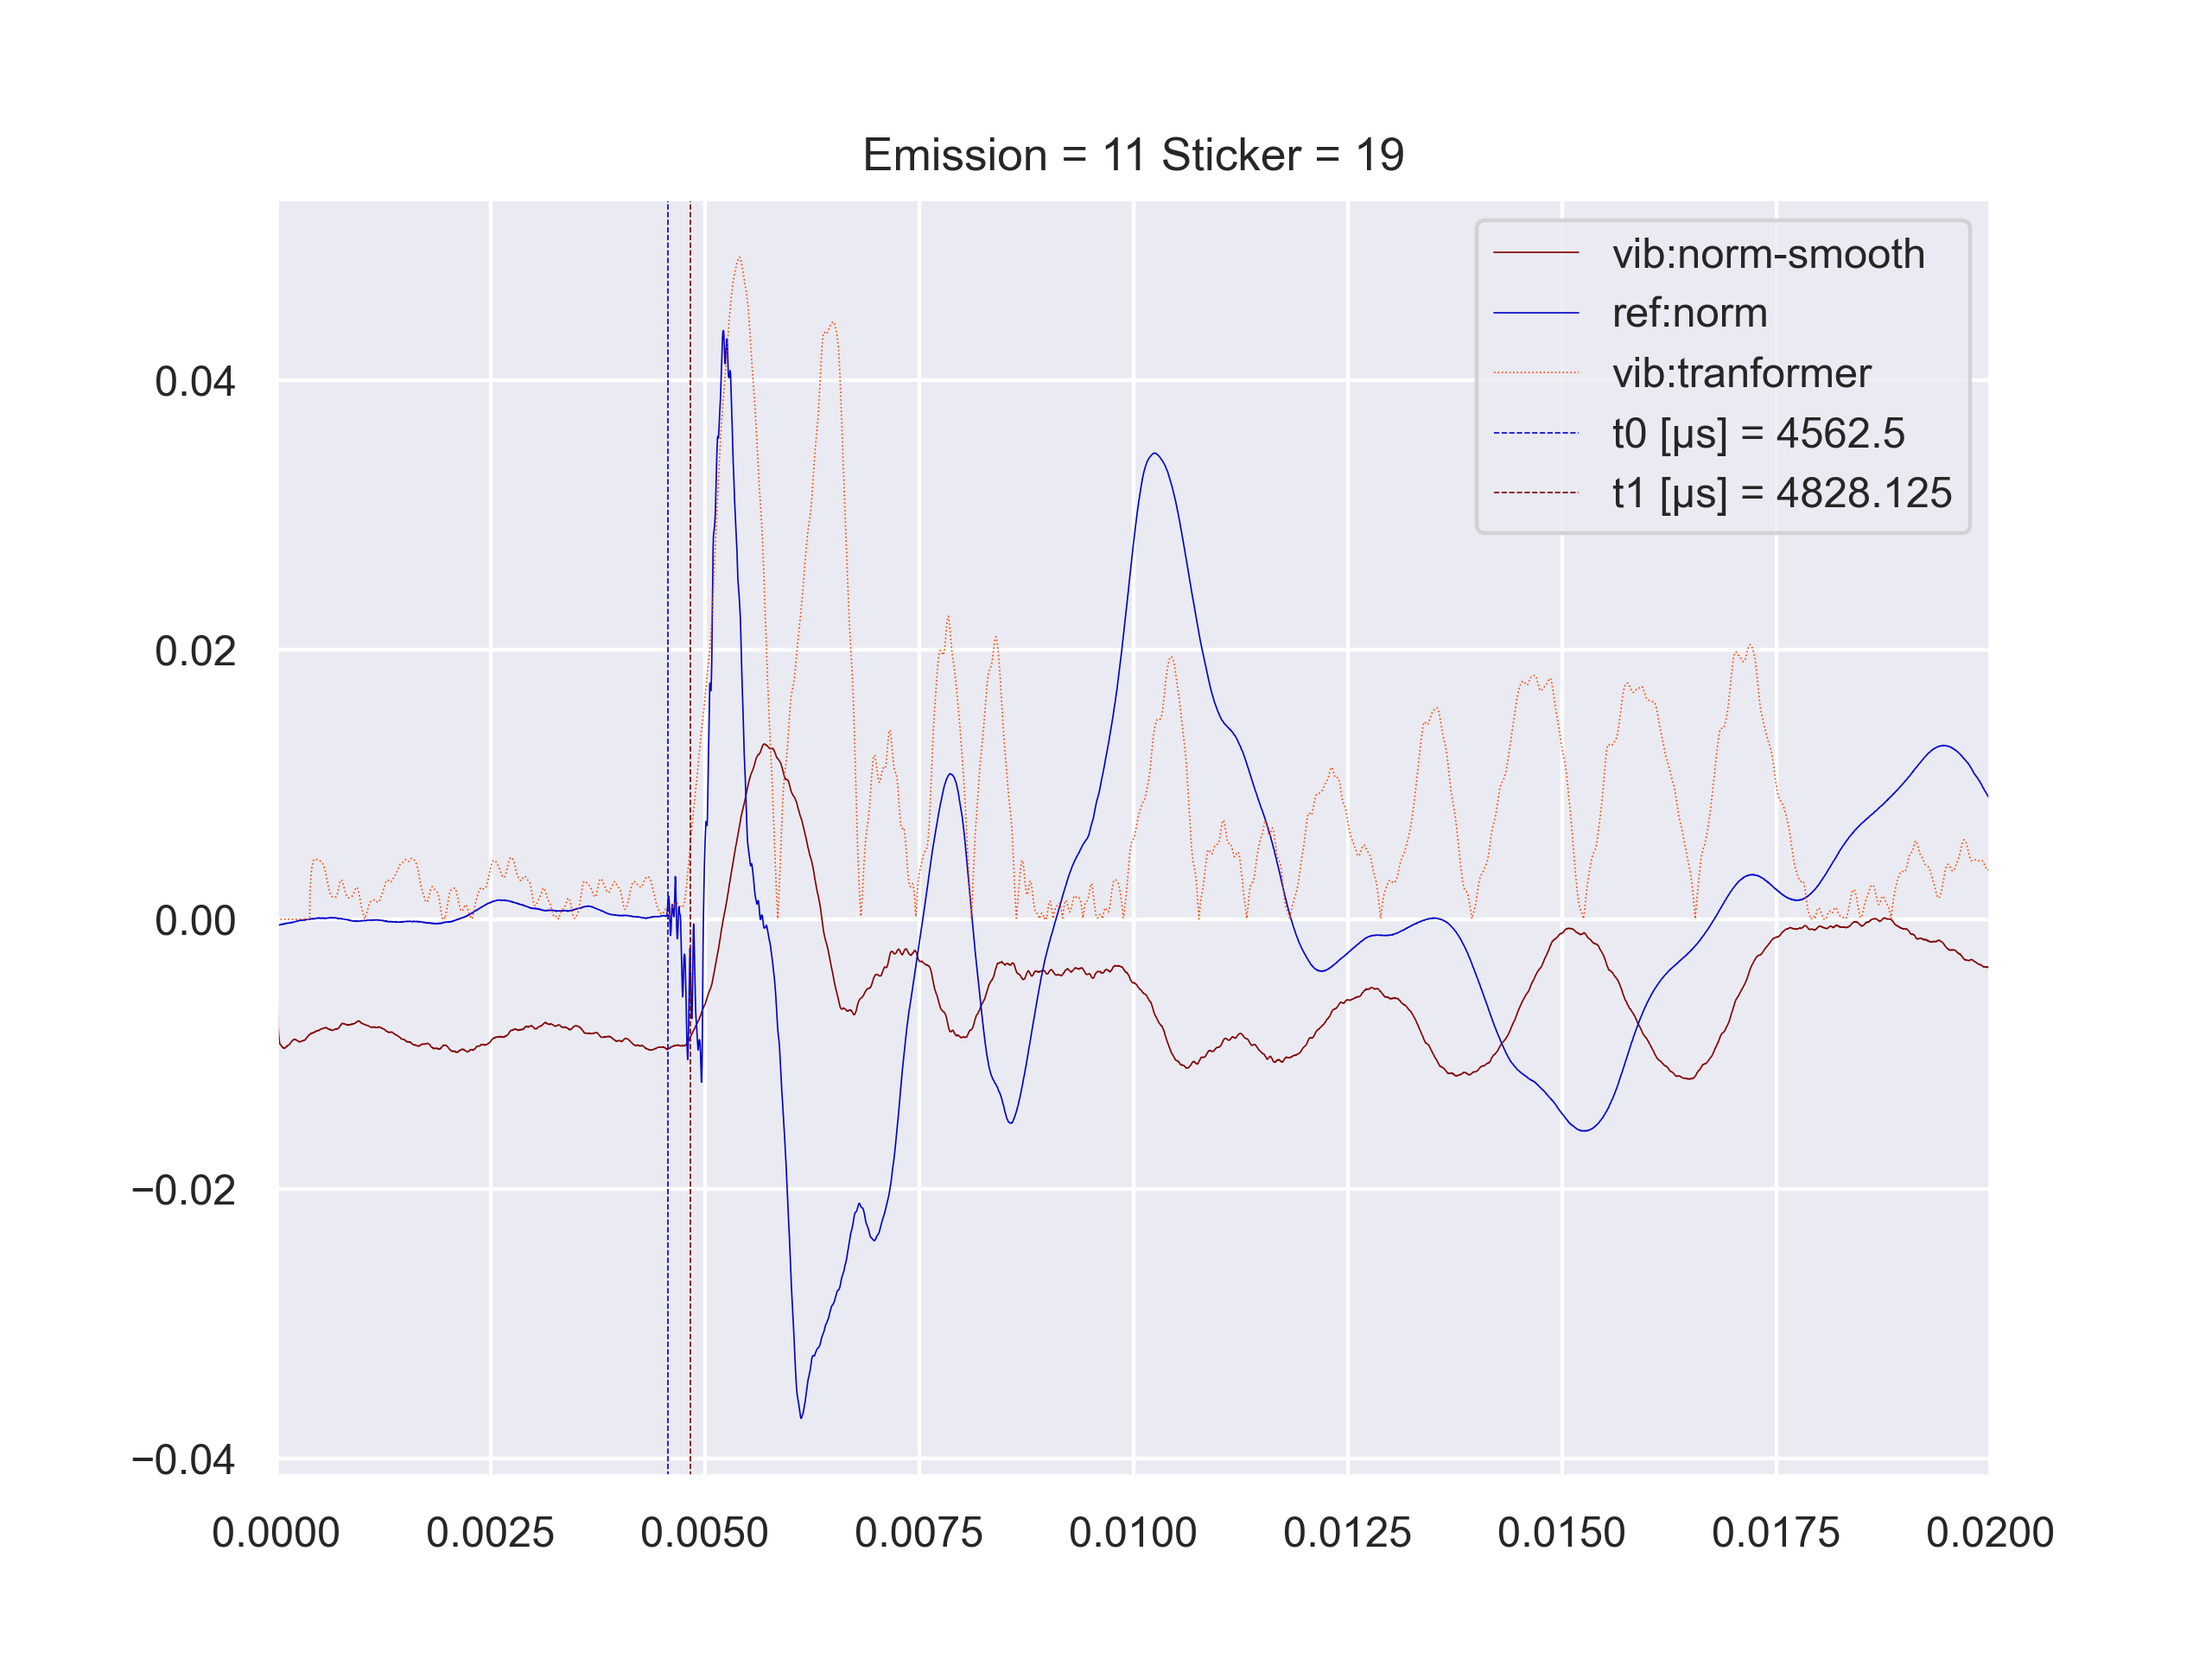 Emission = 11 Sticker = 19
vib:norm-smooth
ref:norm
vib:tranformer
t0 [µs] = 4562.5
t1 [µs] = 4828.125
0.04
0.02
0.00
−0.02
−0.04
0.0000 0.0025 0.0050 0.0075 0.0100 0.0125 0.0150 0.0175 0.0200